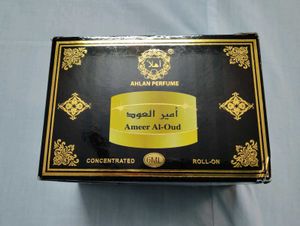 أهلا
AHLAN PERFUME
أمير العود
Ameer Al-Oud
CONCENTRATED 6ML ROLL-ON